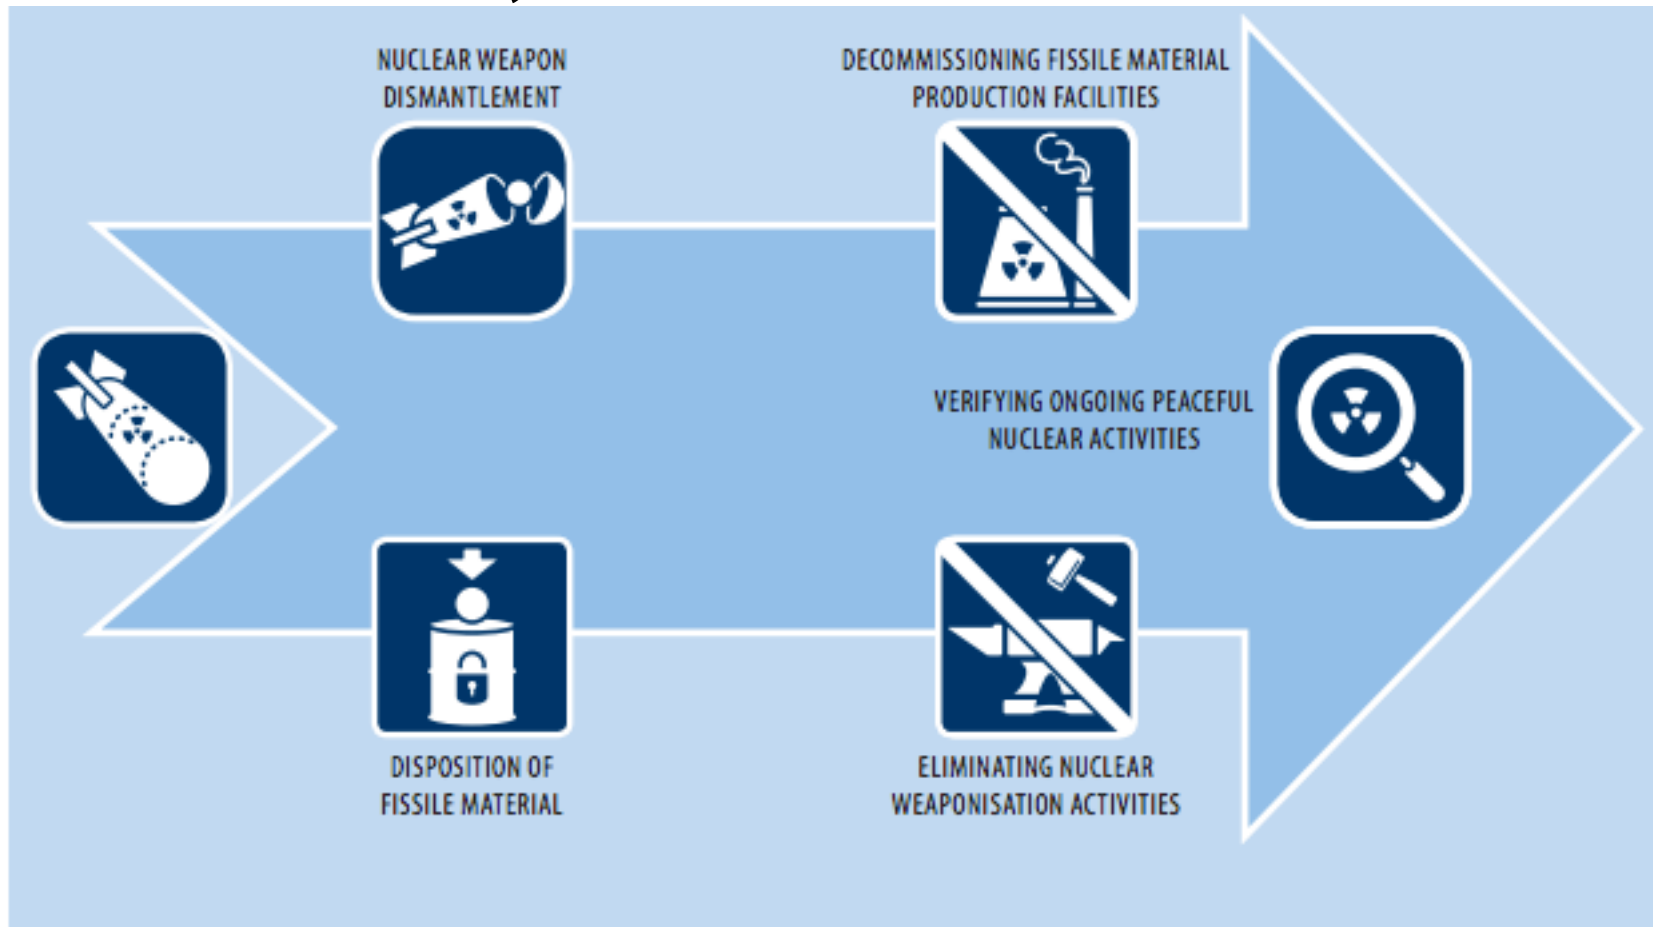 NUCLEAR WEAPON
DISMANTLEMENT
DECOMMISSIONING FISSILE MATERIAL
PRODUCTION FACILITIES
VERIFYING ONGOING PEACEFUL
NUCLEAR ACTIVITIES
DISPOSITION OF
FISSILE MATERIAL
ELIMINATING NUCLEAR
WEAPONISATION ACTIVITIES